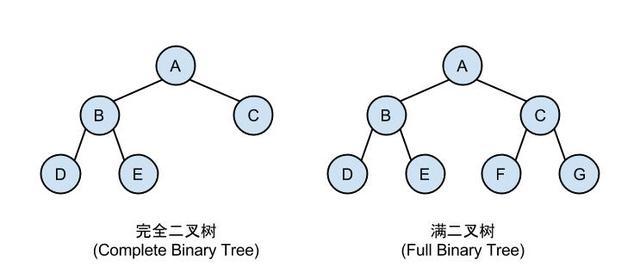 A
B
C
D
E
完全二叉树
(Complete Binary Tree)
A
B
C
D
E
F
G
满二叉树
(Full Binary Tree)